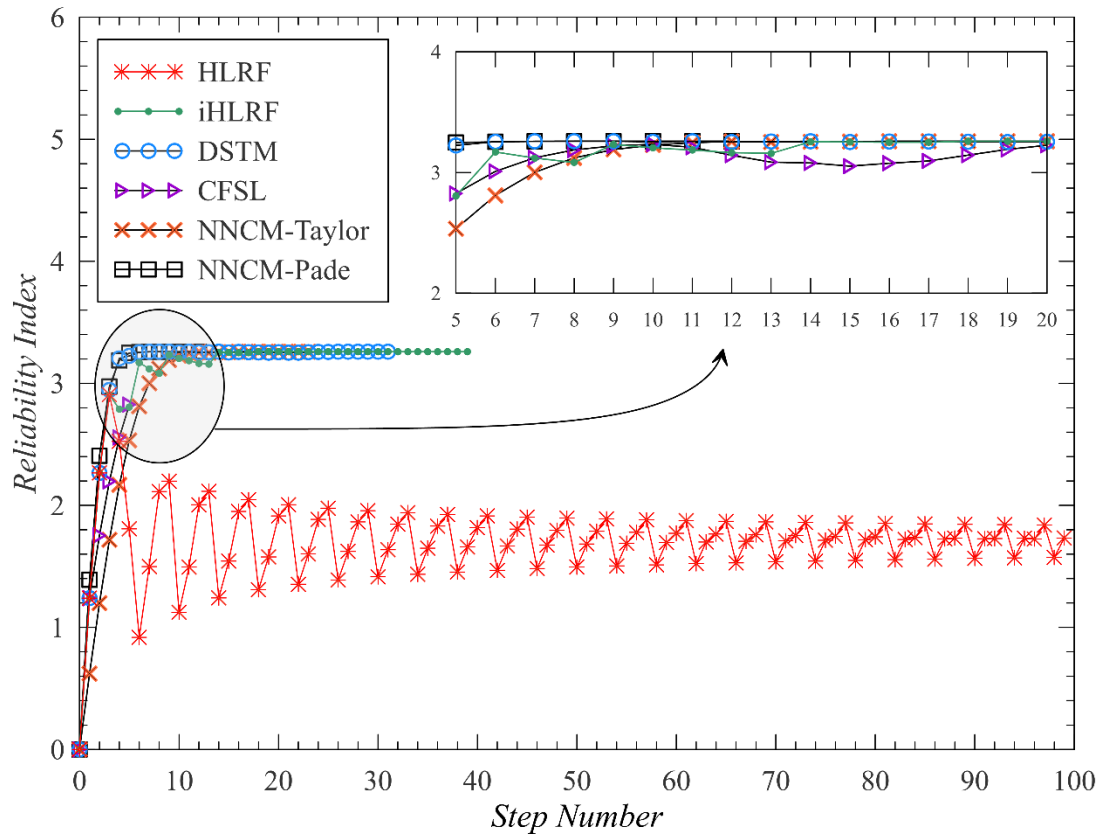 6
5
4
3
2
1
0
Reliability Index
HLRF
iHLRF
DSTM
CFSL
NNCM-Taylor
NNCM-Pade
4
3
2
5 6 7 8 9 10 11 12 13 14 15 16 17 18 19 20
0 10 20 30 40 50 60 70 80 90 100
Step Number